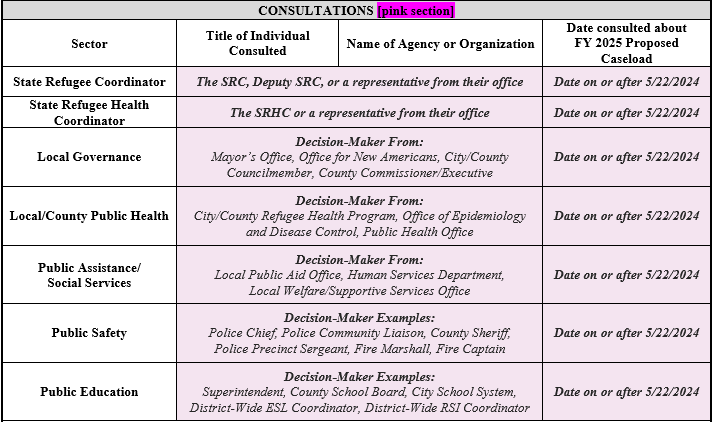 CONSULTATIONS [pink section]
Sector
Title of Individual Consulted
Name of Agency or Organization
Date consulted about FY 2025 Proposed Caseload
State Refugee Coordinator
The SRC, Deputy SRC, or a representative from their office
Date on or after 5/22/2024
State Refugee Health Coordinator
The SRHC or a representative from their office
Date on or after 5/22/2024
Local Governance
Decision-Maker From:
Mayor's Office, Office for New Americans, City/County
Councilmember, County Commissioner/Executive
Date on or after 5/22/2024
Local/County Public Health
Decision-Maker From:
City/County Refugee Health Program, Office of Epidemiology
and Disease Control, Public Health Office
Date on or after 5/22/2024
Public Assistance/
Social Services
Decision-Maker From:
Local Public Aid Office, Human Services Department,
Local Welfare/Supportive Services Office
Date on or after 5/22/2024
Public Safety
Decision-Maker Examples:
Police Chief, Police Community Liaison, County Sheriff,
Police Precinct Sergeant, Fire Marshall, Fire Captain
Date on or after 5/22/2024
Public Education
Decision-Maker Examples:
Superintendent, County School Board, City School System,
District-Wide ESL Coordinator, District-Wide RSI Coordinator
Date on or after 5/22/2024